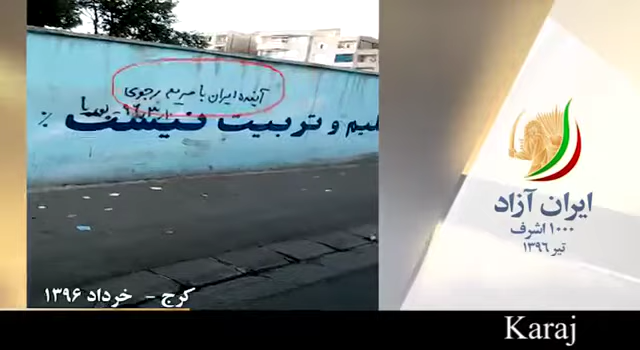 آینده ایران با مریم رجوی
لیم و تربیت نیست
ایران آزاد
۱۰۰۰ اشرف
تیر ۱۳۹۶
کرج - خرداد ۱۳۹۶
Karaj